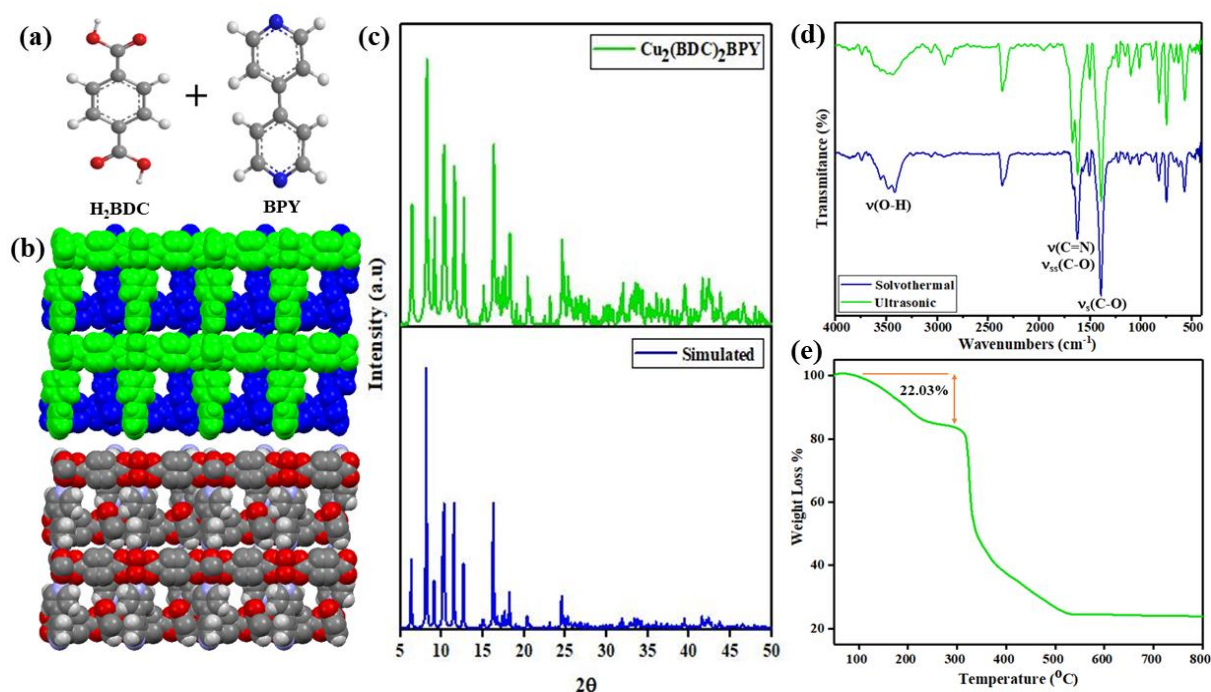 (a)
+
H₂BDC
BPY
(b)
(c)
Cu₂(BDC)₂BPY
Intensity (a.u)
Simulated
5 10 15 20 25 30 35 40 45 50
2θ
(d)
Transmitance (%)
ν(O-H)
ν(C=N)
νss(C-O)
νs(C-O)
Solvothermal
Ultrasonic
4000 3500 3000 2500 2000 1500 1000 500
Wavenumbers (cm⁻¹)
(e)
22.03%
Weight Loss %
100
80
60
40
20
100 200 300 400 500 600 700 800
Temperature (⁰C)